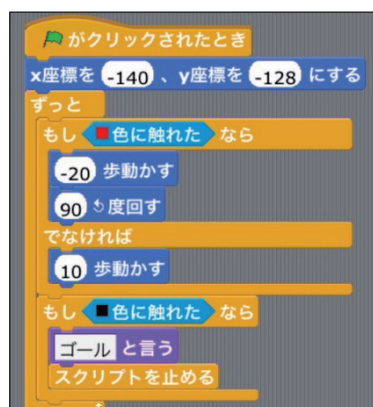 がクリックされたとき
x座標を -140 、y座標を -128 にする
ずっと
もし 色に触れた なら
-20 歩動かす
90 度回す
でなければ
10 歩動かす
もし 色に触れた なら
ゴール と言う
スクリプトを止める